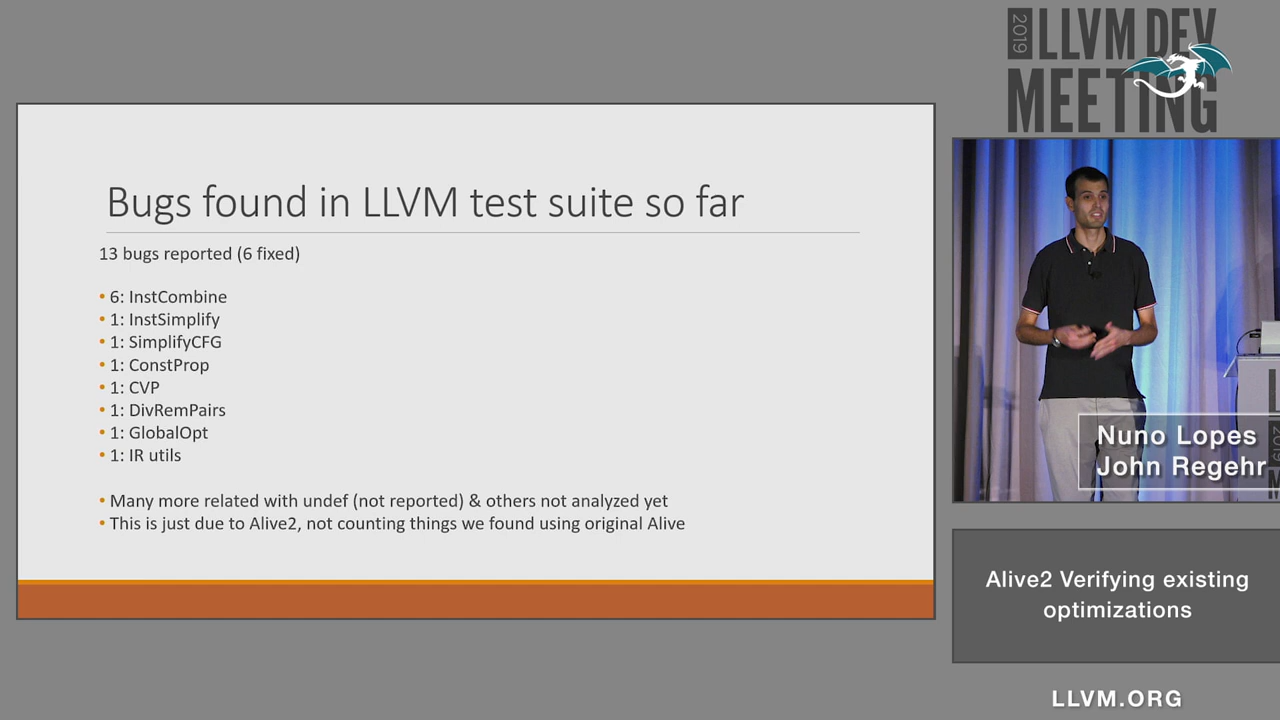 2019 LLVM DEV
MEETING
Bugs found in LLVM test suite so far
13 bugs reported (6 fixed)
• 6: InstCombine
• 1: InstSimplify
• 1: SimplifyCFG
• 1: ConstProp
• 1: CVP
• 1: DivRemPairs
• 1: GlobalOpt
• 1: IR utils
• Many more related with undef (not reported) & others not analyzed yet
• This is just due to Alive2, not counting things we found using original Alive
Nuno Lopes
John Regehr
Alive2 Verifying existing
optimizations
LLVM.ORG